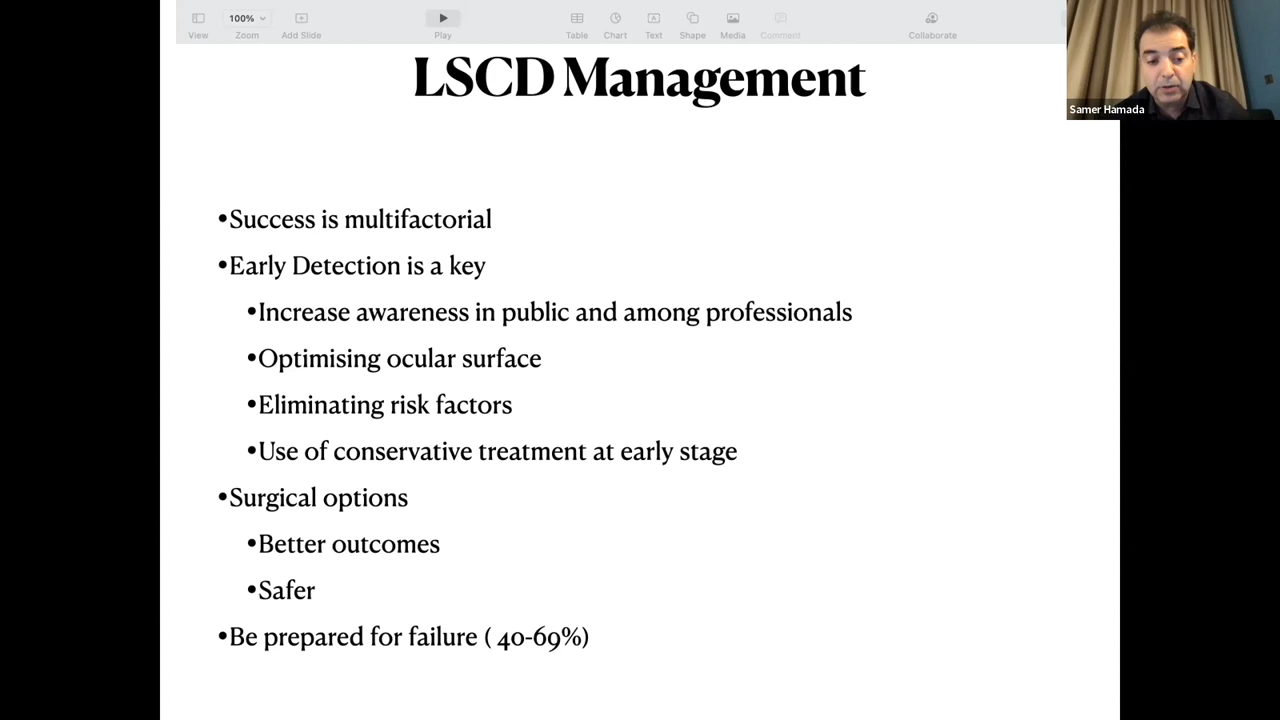 100%
View Zoom Add Slide Play Table Chart Text Shape Media Comment Collaborate
Samer Hamada
LSCD Management
•Success is multifactorial
•Early Detection is a key
•Increase awareness in public and among professionals
•Optimising ocular surface
•Eliminating risk factors
•Use of conservative treatment at early stage
•Surgical options
•Better outcomes
•Safer
•Be prepared for failure ( 40-69%)